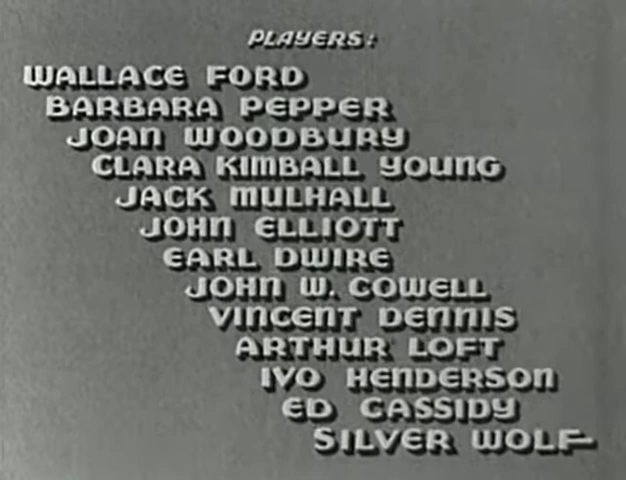 PLAYERS:
WALLACE FORD
BARBARA PEPPER
JOAN WOODBURY
CLARA KIMBALL YOUNG
JACK MULHALL
JOHN ELLIOTT
EARL DWIRE
JOHN W. COWELL
VINCENT DENNIS
ARTHUR LOFT
IVO HENDERSON
ED CASSIDY
SILVER WOLF